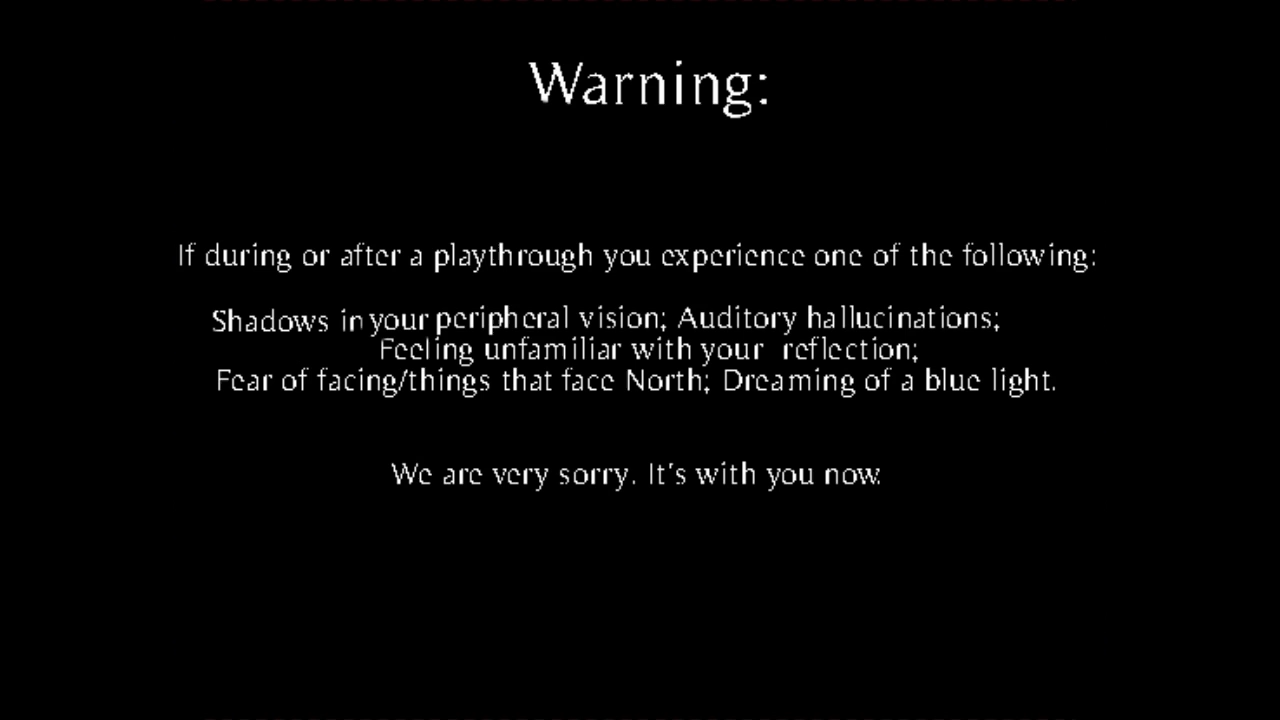 Warning:
If during or after a playthrough you experience one of the following:
Shadows in your peripheral vision; Auditory hallucinations;
Feeling unfamiliar with your reflection;
Fear of facing/things that face North; Dreaming of a blue light.
We are very sorry. It's with you now.